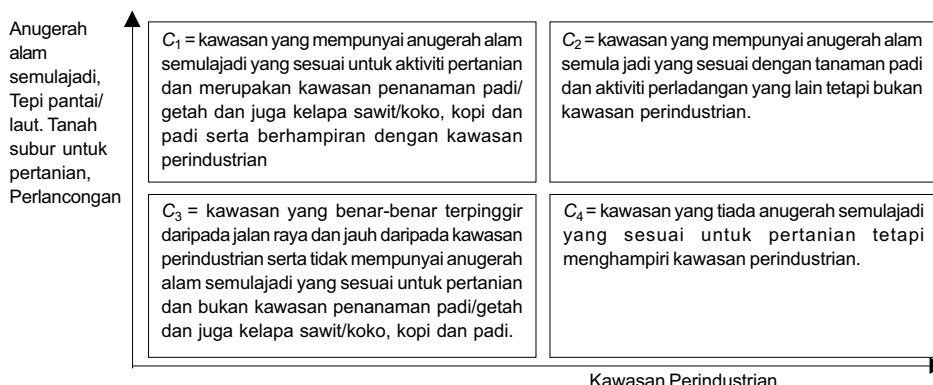 Anugerah
alam
semulajadi,
Tepi pantai/
laut. Tanah
subur untuk
pertanian,
Perlancongan
C1 = kawasan yang mempunyai anugerah alam
semulajadi yang sesuai untuk aktiviti pertanian
dan merupakan kawasan penanaman padi/
getah dan juga kelapa sawit/koko, kopi dan
padi serta berhampiran dengan kawasan
perindustrian
C2 = kawasan yang mempunyai anugerah alam
semula jadi yang sesuai dengan tanaman padi
dan aktiviti perladangan yang lain tetapi bukan
kawasan perindustrian.
C3 = kawasan yang benar-benar terpinggir
daripada jalan raya dan jauh daripada kawasan
perindustrian serta tidak mempunyai anugerah
alam semulajadi yang sesuai untuk pertanian
dan bukan kawasan penanaman padi/getah
dan juga kelapa sawit/koko, kopi dan padi.
C4 = kawasan yang tiada anugerah semulajadi
yang sesuai untuk pertanian tetapi
menghampiri kawasan perindustrian.
Kawasan Perindustrian